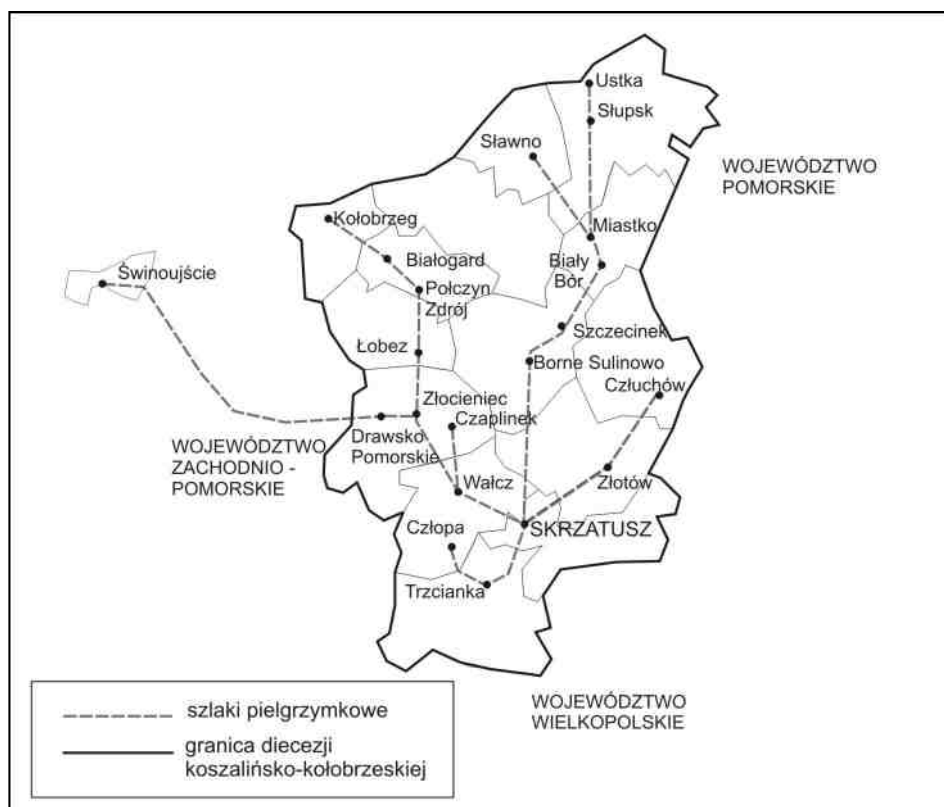 Ustka
Słupsk
Sławno
WOJEWÓDZTWO
POMORSKIE
Kołobrzeg
Miastko
Białogard
Biały
Bór
Świnoujście
Połczyn
Zdrój
Szczecinek
Łobez
Borne Sulinowo
Człuchów
Złocieniec
Czaplinek
Drawsko
Pomorskie
WOJEWÓDZTWO
ZACHODNIO -
POMORSKIE
Wałcz
Złotów
Człopa
SKRZATUSZ
Trzcianka
WOJEWÓDZTWO
WIELKOPOLSKIE
szlaki pielgrzymkowe
granica diecezji
koszalińsko-kołobrzeskiej